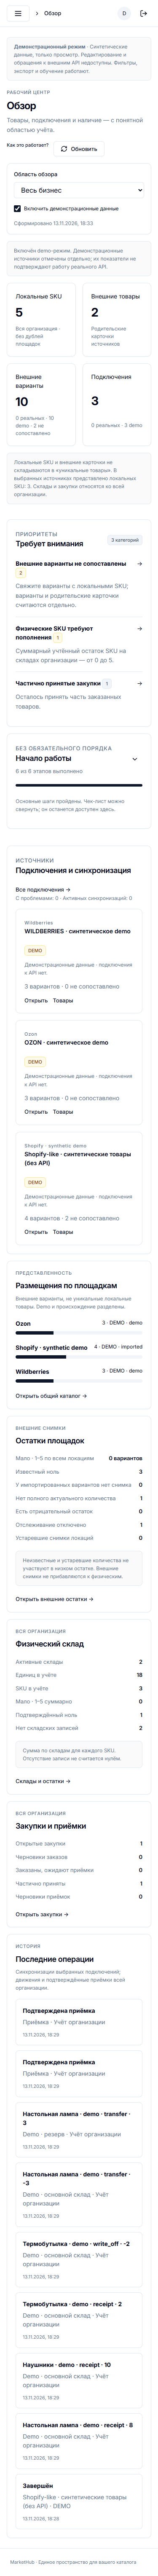 Обзор
D
Демонстрационный режим · Синтетические
данные, только просмотр. Редактирование и
обращения к внешним API недоступны. Файлы,
экспорт и обучение работают.
РАБОЧИЙ ЦЕНТР
Обзор
Товары, подключения и наличие — с понятной
областью учёта.
Как это работает?
Обновить
Область обзора
Весь бизнес
Включить демонстрационные данные
Сформировано 13.11.2026, 18:33
Включён demo-режим. Демонстрационные
источники отмечены отдельно; их показатели не
подтверждают работу реального API.
Локальные SKU
5
Вся организация ·
без дублей
площадок
Внешние товары
2
Родительские
карточки
источников
Внешние
варианты
10
0 реальных · 10
demo · 2 не
сопоставлено
Подключения
3
0 реальных · 3 demo
Локальные SKU и внешние карточки не
складываются в «уникальные товары». В
выбранных источниках представлено локальных
SKU: 3. Склады и закупки относятся ко всей
организации.
ПРИОРИТЕТЫ
Требует внимания
3 категорий
Внешние варианты не сопоставлены
2
Свяжите варианты с локальными SKU;
варианты и родительские карточки
считаются отдельно.
Физические SKU требуют
пополнения 1
Суммарный учтённый остаток SKU на
складах организации — от 0 до 5.
Частично принятые закупки 1
Осталось принять часть заказанных
товаров.
БЕЗ ОБЯЗАТЕЛЬНОГО ПОРЯДКА
Начало работы
6 из 6 этапов выполнено
Основные шаги пройдены. Чек-лист можно
свернуть; он останется доступен здесь.
ИСТОЧНИКИ
Подключения и синхронизация
Все подключения →
С проблемами: 0 · Активных синхронизаций: 0
Wildberries
WILDBERRIES · синтетическое demo
DEMO
Демонстрационные данные · подключения
к API нет.
3 вариантов · 0 не сопоставлено
Открыть Товары
Ozon
OZON · синтетическое demo
DEMO
Демонстрационные данные · подключения
к API нет.
3 вариантов · 0 не сопоставлено
Открыть Товары
Shopify · synthetic demo
Shopify-like · синтетические товары
(без API)
DEMO
Демонстрационные данные · подключения
к API нет.
4 вариантов · 2 не сопоставлено
Открыть Товары
ПРЕДСТАВЛЕННОСТЬ
Размещения по площадкам
Внешние варианты, не уникальные локальные
товары. Demo и происхождение разделены.
Ozon 3 · DEMO · demo
Shopify · synthetic demo 4 · DEMO · imported
Wildberries 3 · DEMO · demo
Открыть общий каталог →
ВНЕШНИЕ СНИМКИ
Остатки площадок
Мало · 1–5 по всем локациям 0 вариантов
Известный ноль 3
У импортированных вариантов нет снимка 0
Нет полного актуального количества 1
Есть отрицательный остаток 0
Отслеживание отключено 1
Устаревшие снимки локаций 0
Неизвестные и устаревшие количества не
участвуют в низком остатке. Внешние
снимки не прибавляются к физическим.
Открыть внешние остатки →
ВСЯ ОРГАНИЗАЦИЯ
Физический склад
Активные склады 2
Единиц в учёте 18
SKU в учёте 3
Мало · 1–5 суммарно 0
Подтверждённый ноль 1
Нет складских записей 2
Сумма по складам для каждого SKU.
Отсутствие записи не считается нулём.
Склады и остатки →
ВСЯ ОРГАНИЗАЦИЯ
Закупки и приёмки
Открытые закупки 1
Черновики заказов 0
Заказаны, ожидают приёмки 0
Частично приняты 1
Черновики приёмок 0
Открыть закупки →
ИСТОРИЯ
Последние операции
Синхронизации выбранных подключений;
движения и подтверждённые приёмки всей
организации.
Подтверждена приёмка
Приёмка · Учёт организации
13.11.2026, 18:29
Подтверждена приёмка
Приёмка · Учёт организации
13.11.2026, 18:29
Настольная лампа · demo · transfer ·
3
Demo · резерв · Учёт организации
13.11.2026, 18:29
Настольная лампа · demo · transfer ·
-3
Demo · основной склад · Учёт
организации
13.11.2026, 18:29
Термобутылка · demo · write_off · -2
Demo · основной склад · Учёт
организации
13.11.2026, 18:29
Термобутылка · demo · receipt · 2
Demo · основной склад · Учёт
организации
13.11.2026, 18:29
Наушники · demo · receipt · 10
Demo · основной склад · Учёт
организации
13.11.2026, 18:29
Настольная лампа · demo · receipt · 8
Demo · основной склад · Учёт
организации
13.11.2026, 18:29
Завершён
Shopify-like · синтетические товары
(без API) · DEMO
13.11.2026, 18:29
MarketHub · Единое пространство для вашего каталога